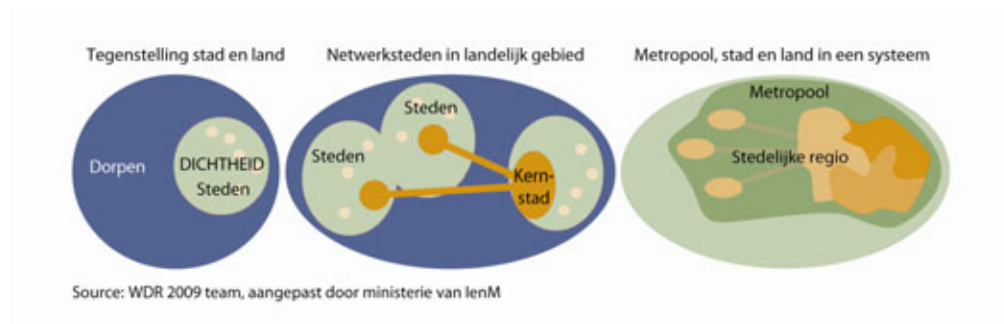 Tegenstelling stad en land
Dorpen
DICHTHEID
Steden
Netwerksteden in landelijk gebied
Steden
Steden
Kern-
stad
Metropool, stad en land in een systeem
Metropool
Stedelijke regio
Source: WDR 2009 team, aangepast door ministerie van IenM